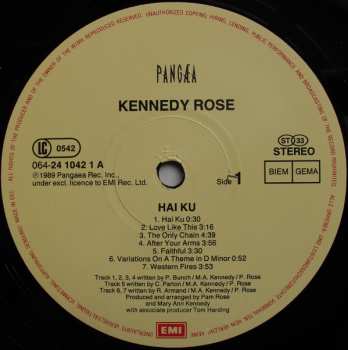 PANGÆA
KENNEDY ROSE
LC 0542
064-24 1042 1 A
℗1989 Pangaea Rec, Inc.,
under excl. licence to EMI Rec. Ltd.
ST 33
STEREO
BIEM GEMA
Side 1
HAI KU
1. Hai Ku 0:30
2. Love Like This 3:16
3. The Only Chain 4:39
4. After Your Arms 3:56
5. Faithful 3:30
6. Variations On A Theme in D Minor 0:52
7. Western Fires 3:53
Track 1, 2, 3, 4 written by P. Bunch / M.A. Kennedy / P. Rose
Track 5 written by C. Parton / M.A. Kennedy / P. Rose
Track 6, 7 written by R. Armand / M.A. Kennedy / P. Rose
Produced and arranged by Pam Rose
and Mary Ann Kennedy
with associate producer Tom Harding
EMI